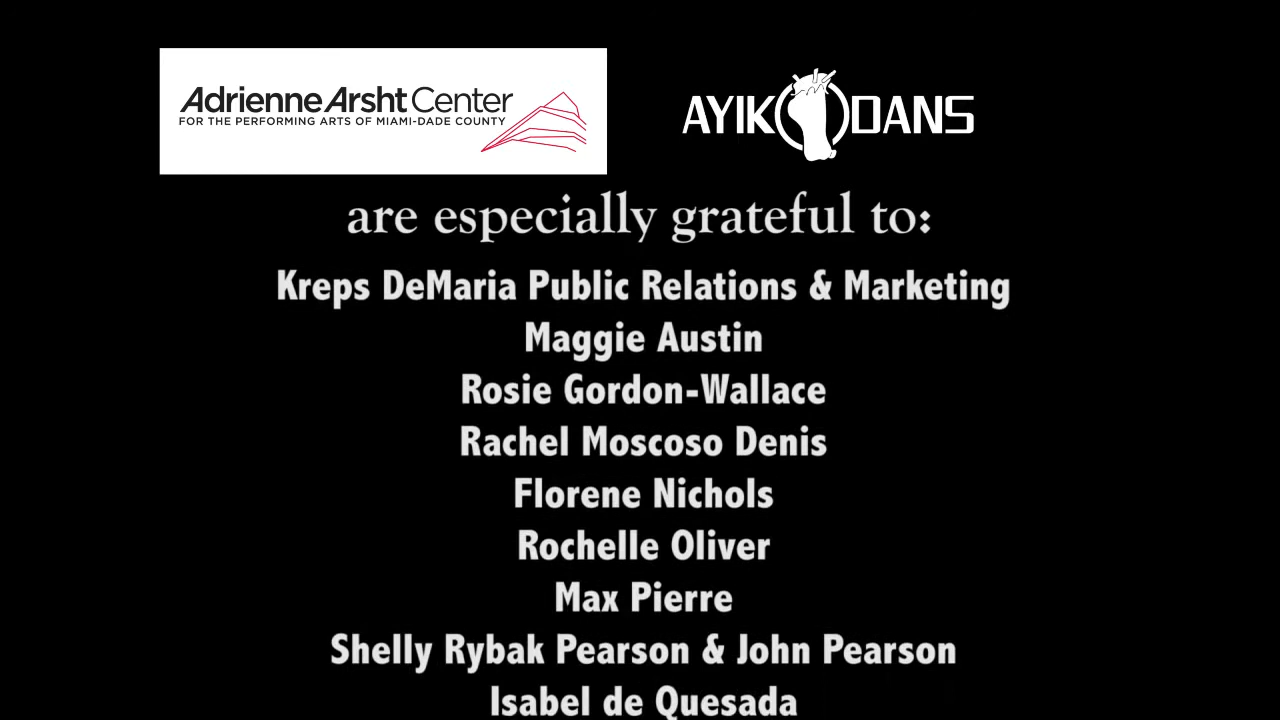 Adrienne Arsht Center
FOR THE PERFORMING ARTS OF MIAMI-DADE COUNTY
AYIKODANS
are especially grateful to:
Kreps DeMaria Public Relations & Marketing
Maggie Austin
Rosie Gordon-Wallace
Rachel Moscoso Denis
Florene Nichols
Rochelle Oliver
Max Pierre
Shelly Rybak Pearson & John Pearson
Isabel de Quesada